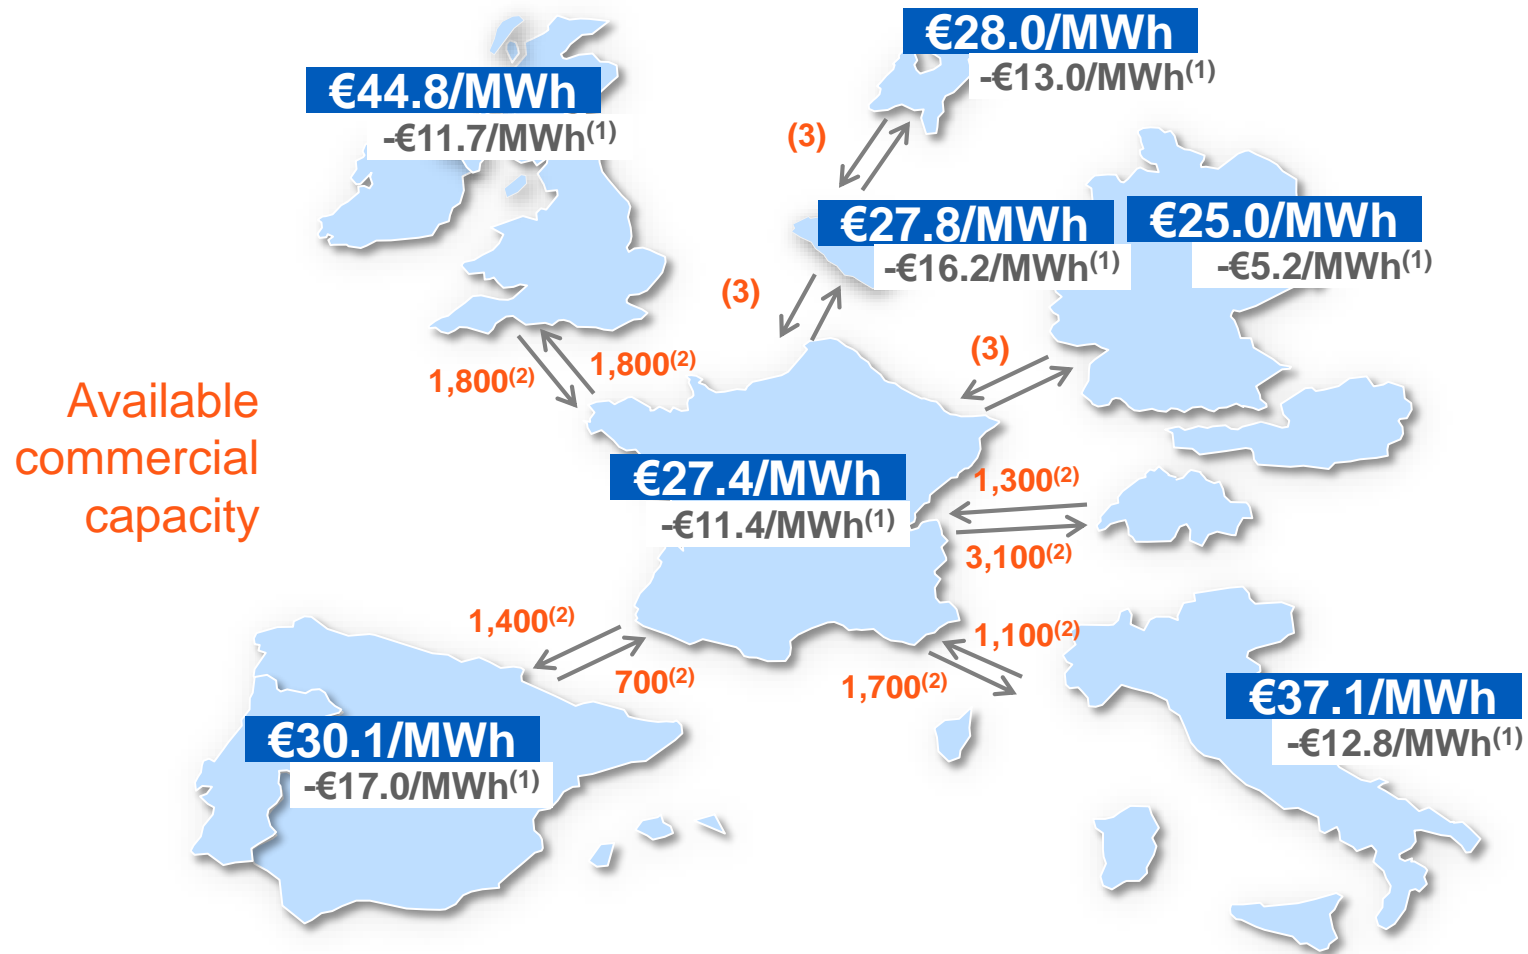 €28.0/MWh
-€13.0/MWh(1)
€44.8/MWh
-€11.7/MWh(1)
(3)
€27.8/MWh
-€16.2/MWh(1)
€25.0/MWh
-€5.2/MWh(1)
(3)
(3)
1,800(2)
1,800(2)
Available
commercial
capacity
€27.4/MWh
-€11.4/MWh(1)
1,300(2)
3,100(2)
1,400(2)
700(2)
1,100(2)
1,700(2)
€30.1/MWh
-€17.0/MWh(1)
€37.1/MWh
-€12.8/MWh(1)